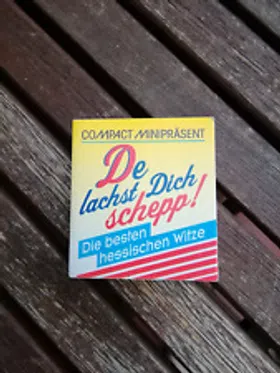 COMPACT MINIPRÄSENT
De
lachst Dich
schepp!
Die besten
hessischen Witze